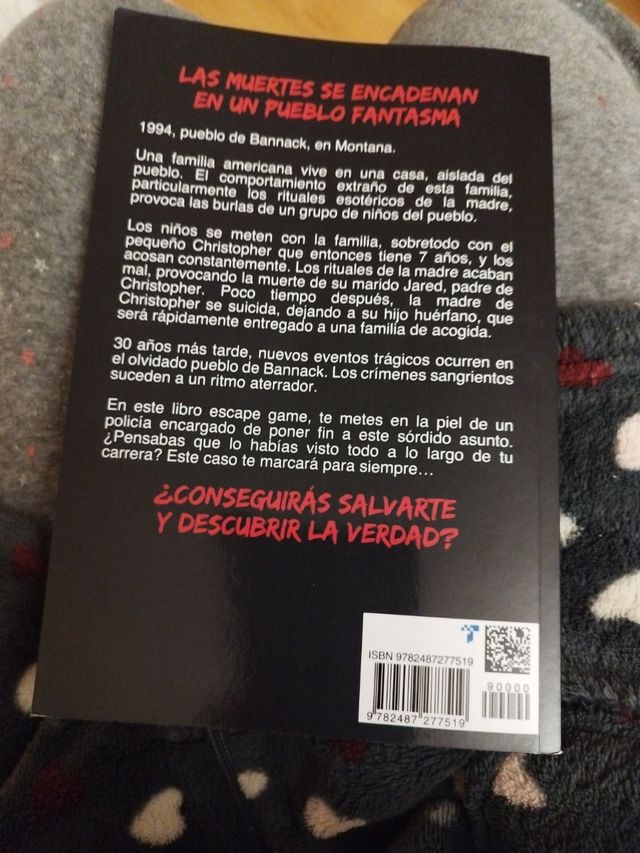 LAS MUERTES SE ENCADENAN
EN UN PUEBLO FANTASMA
1994, pueblo de Bannack, en Montana.
Una familia americana vive en una casa, aislada del
pueblo. El comportamiento extraño de esta familia,
particularmente los rituales esotéricos de la madre,
provoca las burlas de un grupo de niños del pueblo.
Los niños se meten con la familia, sobretodo con el
pequeño Christopher que entonces tiene 7 años, y los
acosan constantemente. Los rituales de la madre acaban
mal, provocando la muerte de su marido Jared, padre de
Christopher. Poco tiempo después, la madre de
Christopher se suicida, dejando a su hijo huérfano, que
será rápidamente entregado a una familia de acogida.
30 años más tarde, nuevos eventos trágicos ocurren en
el olvidado pueblo de Bannack. Los crímenes sangrientos
suceden a un ritmo aterrador.
En este libro escape game, te metes en la piel de un
policía encargado de poner fin a este sórdido asunto.
¿Pensabas que lo habías visto todo a lo largo de tu
carrera? Este caso te marcará para siempre...
¿CONSEGUIRÁS SALVARTE
Y DESCUBRIR LA VERDAD?
ISBN 9782487277519
90000
9 782487 277519